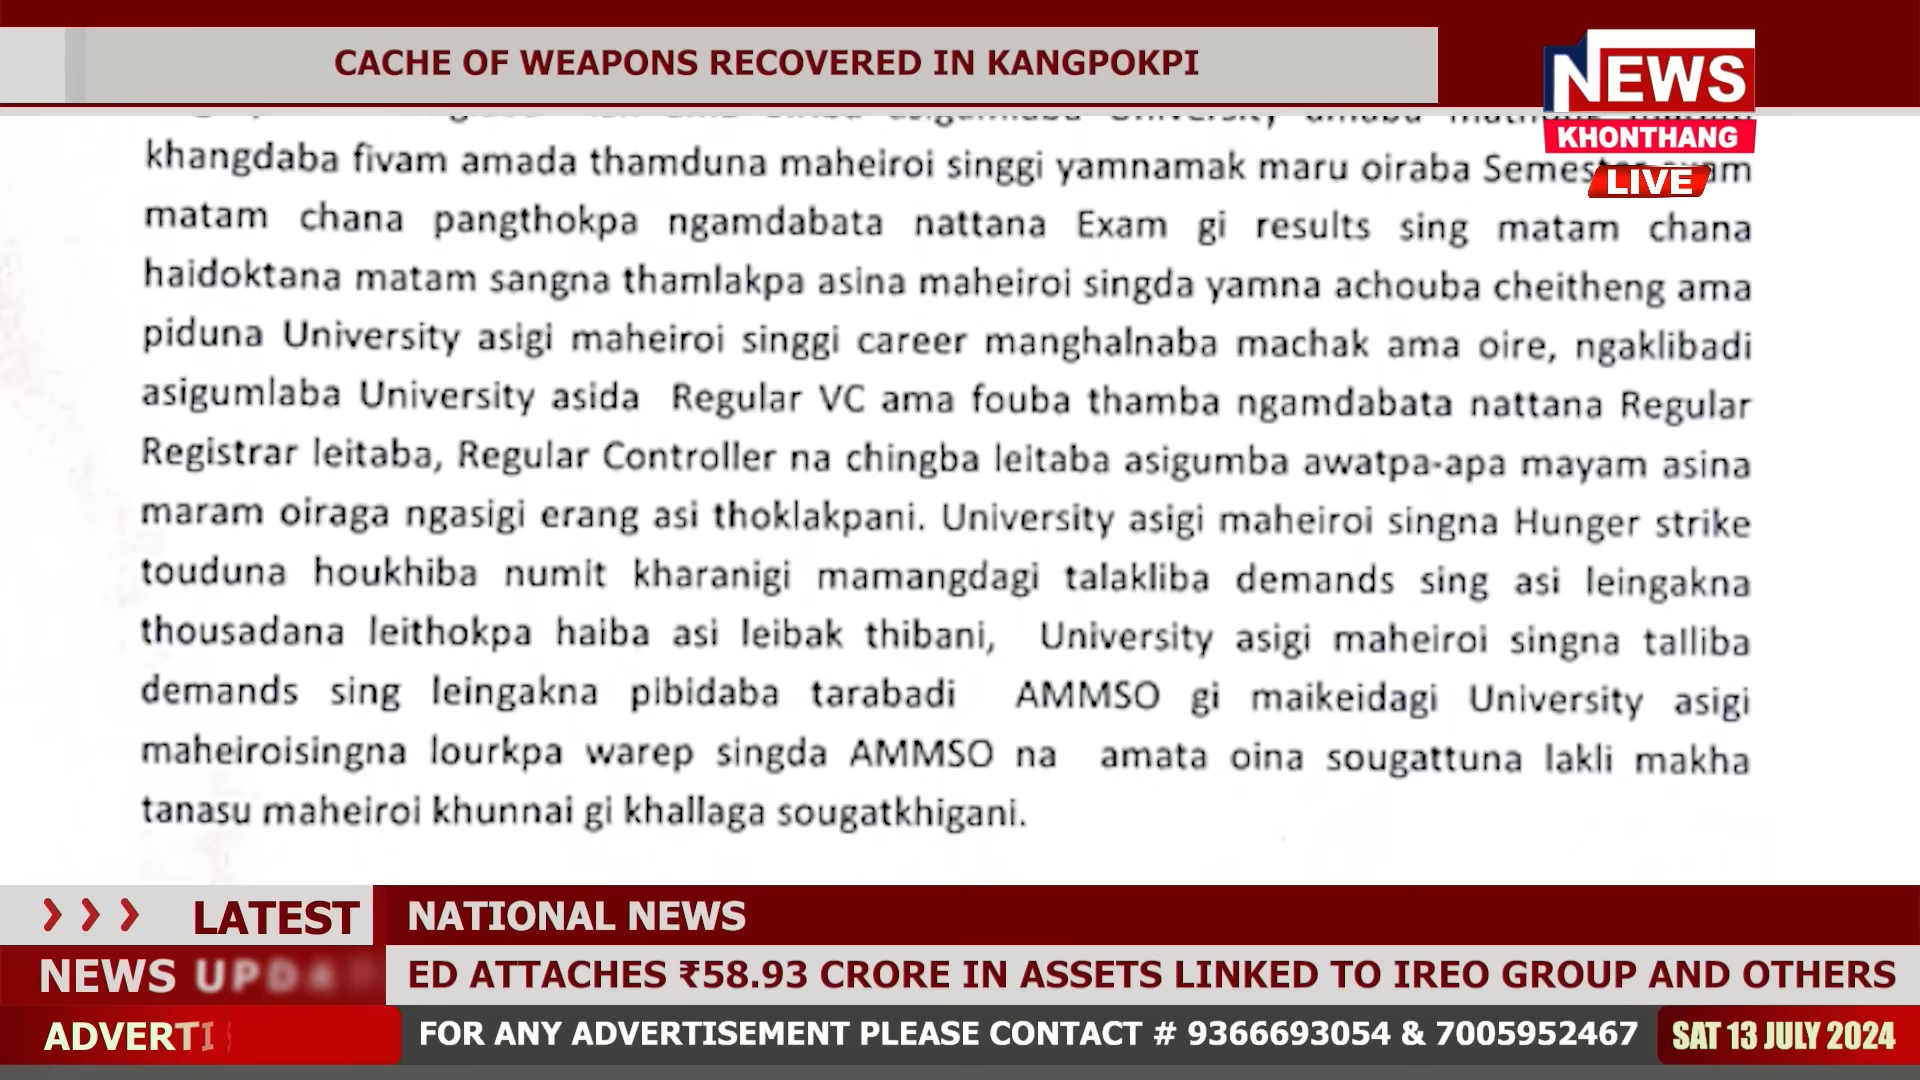 CACHE OF WEAPONS RECOVERED IN KANGPOKPI
NEWS
KHONTHANG
LIVE
asigumlaba University amaba
khangdaba fivam amada thamduna maheiroi singgi yamnamak maru oiraba Semester exam
matam chana pangthokpa ngamdabata nattana Exam gi results sing matam chana
haidoktana matam sangna thamlakpa asina maheiroi singda yamna achouba cheitheng ama
piduna University asigi maheiroi singgi career manghalnaba machak ama oire, ngaklibadi
asigumlaba University asida Regular VC ama fouba thamba ngamdabata nattana Regular
Registrar leitaba, Regular Controller na chingba leitaba asigumba awatpa-apa mayam asina
maram oiraga ngasigi erang asi thoklakpani. University asigi maheiroi singna Hunger strike
touduna houkhiba numit kharanigi mamangdagi talakliba demands sing asi leingakna
thousadana leithokpa haiba asi leibak thibani, University asigi maheiroi singna talliba
demands sing leingakna pibidaba tarabadi AMMSO gi maikeidagi University asigi
maheiroisingna lourkpa warep singda AMMSO na amata oina sougattuna lakli makha
tanasu maheiroi khunnai gi khallaga sougatkhigani.
LATEST
NATIONAL NEWS
NEWS UPDA
ED ATTACHES ₹58.93 CRORE IN ASSETS LINKED TO IREO GROUP AND OTHERS
ADVERTI
FOR ANY ADVERTISEMENT PLEASE CONTACT # 9366693054 & 7005952467
SAT 13 JULY 2024